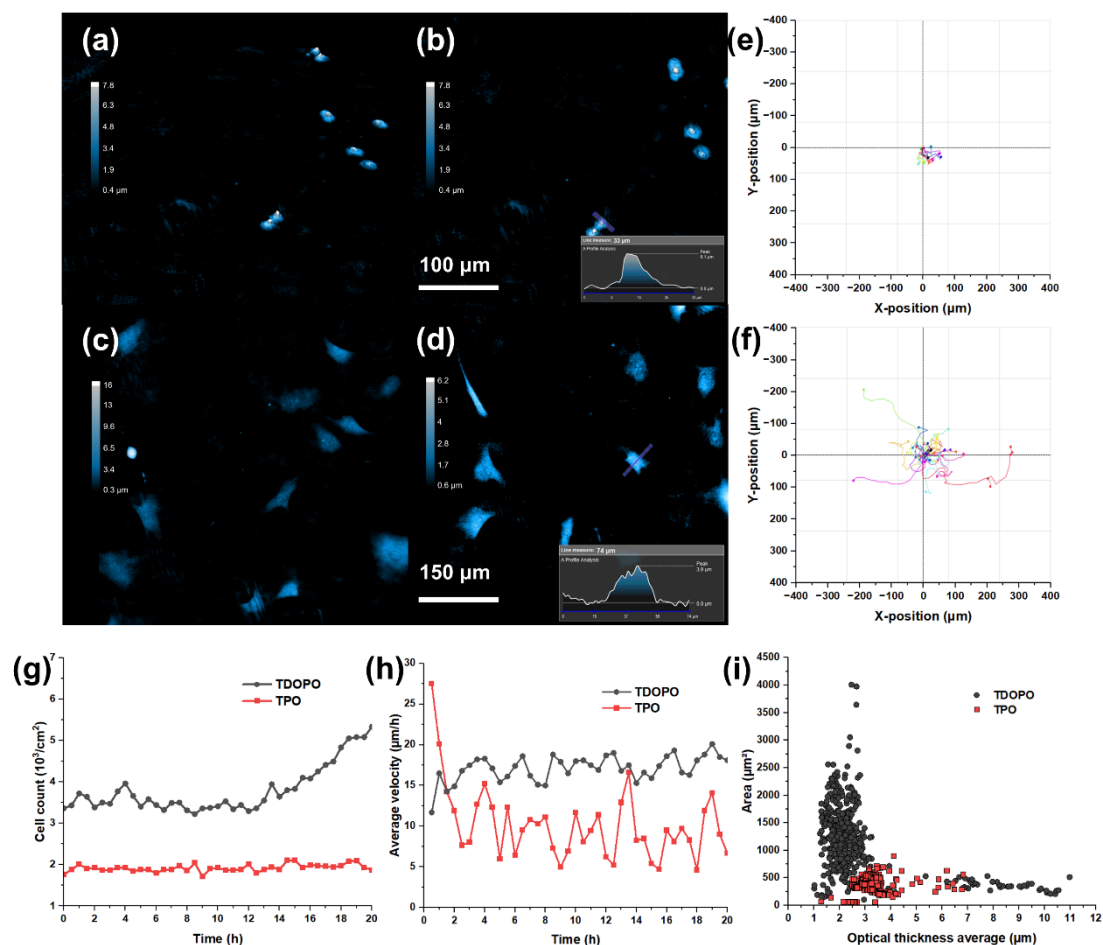 (a)
7.8
6.3
4.8
3.4
1.9
0.4 µm
(b)
7.8
6.3
4.8
3.4
1.9
0.4 µm
100 µm
Line measure: 33 µm
A Profile Analysis
Peak
(c)
16
13
9.6
6.5
3.4
0.3 µm
(d)
6.2
5.1
4
2.8
1.7
0.6 µm
150 µm
Line measure: 74 µm
A Profile Analysis
Peak
3,9 µm
(e)
−400
−300
−200
−100
0
100
200
300
400
Y-position (µm)
−400 −300 −200 −100 0 100 200 300 400
X-position (µm)
(f)
−400
−300
−200
−100
0
100
200
300
400
Y-position (µm)
−400 −300 −200 −100 0 100 200 300 400
X-position (µm)
(g)
7
6
5
4
3
2
1
Cell count (10³/cm²)
TDOPO
TPO
0 2 4 6 8 10 12 14 16 18 20
Time (h)
(h)
30
25
20
15
10
5
0
Average velocity (µm/h)
TDOPO
TPO
0 2 4 6 8 10 12 14 16 18 20
Time (h)
(i)
4500
4000
3500
3000
2500
2000
1500
1000
500
0
Area (µm²)
TDOPO
TPO
0 1 2 3 4 5 6 7 8 9 10 11 12
Optical thickness average (µm)